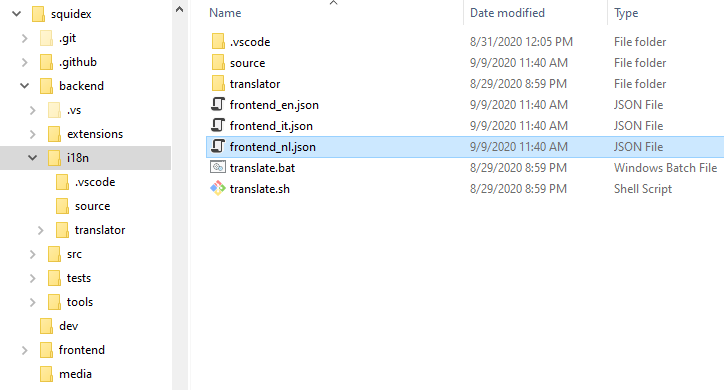 squidex
.git
.github
backend
.vs
extensions
i18n
.vscode
source
translator
src
tests
tools
dev
frontend
media
Name Date modified Type
.vscode 8/31/2020 12:05 PM File folder
source 9/9/2020 11:40 AM File folder
translator 8/29/2020 8:59 PM File folder
frontend_en.json 9/9/2020 11:40 AM JSON File
frontend_it.json 9/9/2020 11:40 AM JSON File
frontend_nl.json 9/9/2020 11:40 AM JSON File
translate.bat 8/29/2020 8:59 PM Windows Batch File
translate.sh 8/29/2020 8:59 PM Shell Script